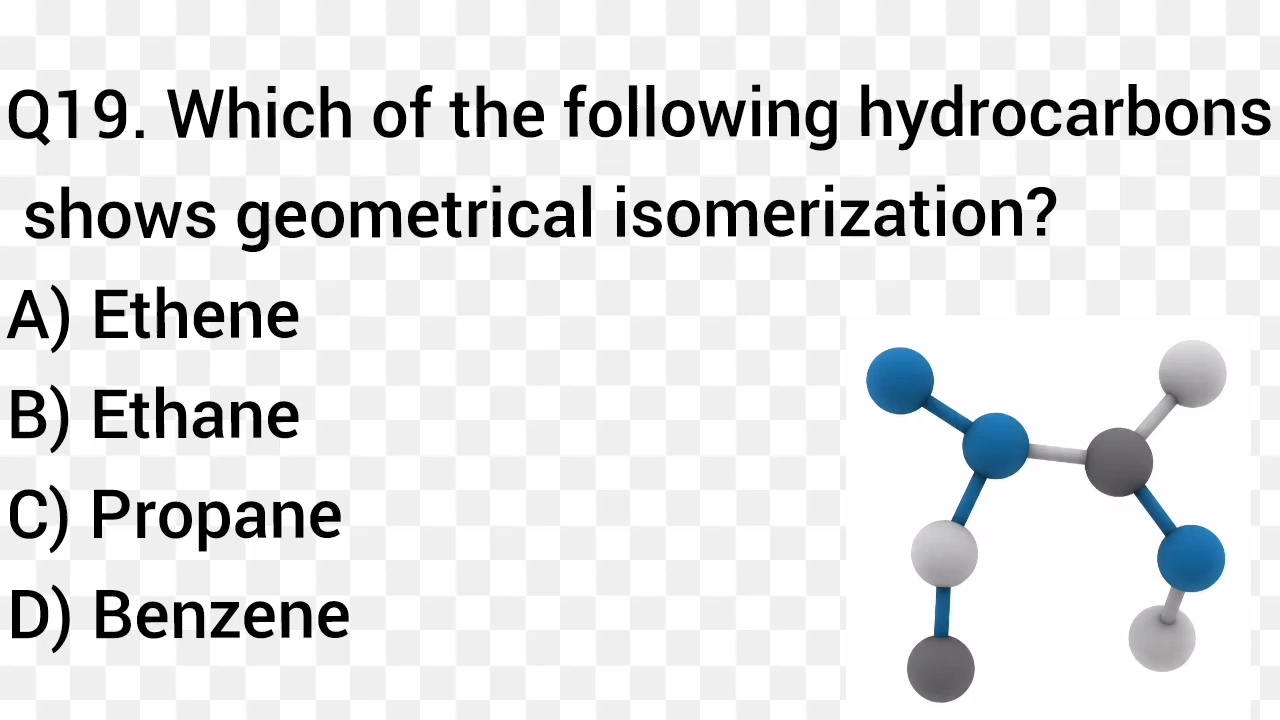 Q19. Which of the following hydrocarbons
shows geometrical isomerization?
A) Ethene
B) Ethane
C) Propane
D) Benzene